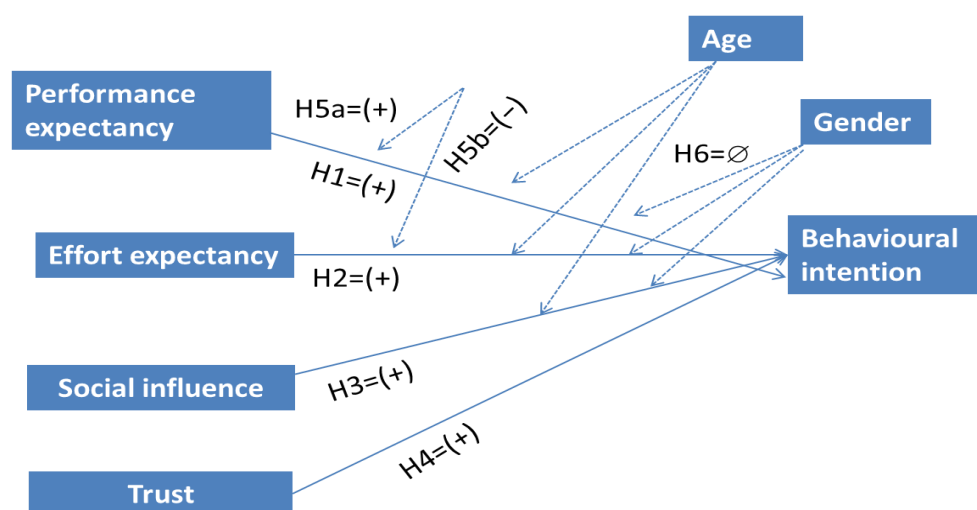 Age
Performance
expectancy
H5a=(+)
H5b=(−)
Gender
H6=∅
H1=(+)
Effort expectancy
H2=(+)
Behavioural
intention
Social influence
H3=(+)
H4=(+)
Trust